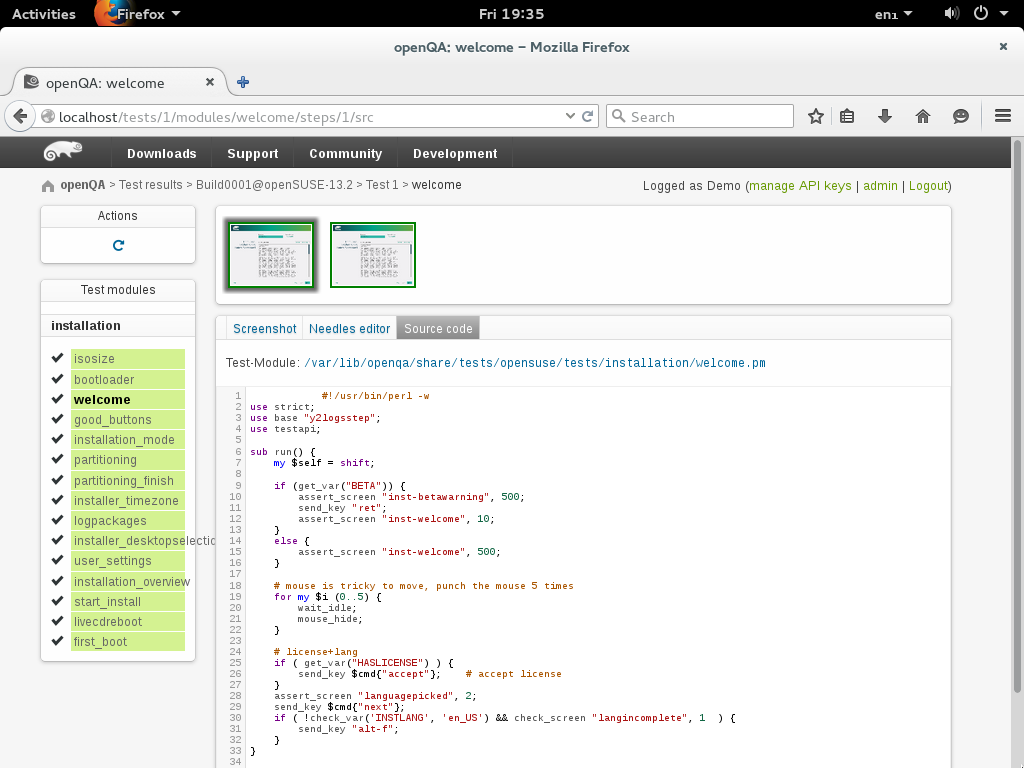 Activities Firefox Fri 19:35 en₁
openQA: welcome – Mozilla Firefox
openQA: welcome
localhost/tests/1/modules/welcome/steps/1/src Search
Downloads Support Community Development
openQA > Test results > Build0001@openSUSE-13.2 > Test 1 > welcome
Logged as Demo (manage API keys | admin | Logout)
Actions
Test modules
installation
isosize
bootloader
welcome
good_buttons
installation_mode
partitioning
partitioning_finish
installer_timezone
logpackages
installer_desktopselectio
user_settings
installation_overview
start_install
livecdreboot
first_boot
Screenshot Needles editor Source code
Test-Module: /var/lib/openqa/share/tests/opensuse/tests/installation/welcome.pm
1 #!/usr/bin/perl -w
2 use strict;
3 use base "y2logsstep";
4 use testapi;
5
6 sub run() {
7 my $self = shift;
8
9 if (get_var("BETA")) {
10 assert_screen "inst-betawarning", 500;
11 send_key "ret";
12 assert_screen "inst-welcome", 10;
13 }
14 else {
15 assert_screen "inst-welcome", 500;
16 }
17
18 # mouse is tricky to move, punch the mouse 5 times
19 for my $i (0..5) {
20 wait_idle;
21 mouse_hide;
22 }
23
24 # license+lang
25 if ( get_var("HASLICENSE") ) {
26 send_key $cmd{"accept"}; # accept license
27 }
28 assert_screen "languagepicked", 2;
29 send_key $cmd{"next"};
30 if ( !check_var('INSTLANG', 'en_US') && check_screen "langincomplete", 1 ) {
31 send_key "alt-f";
32 }
33 }
34